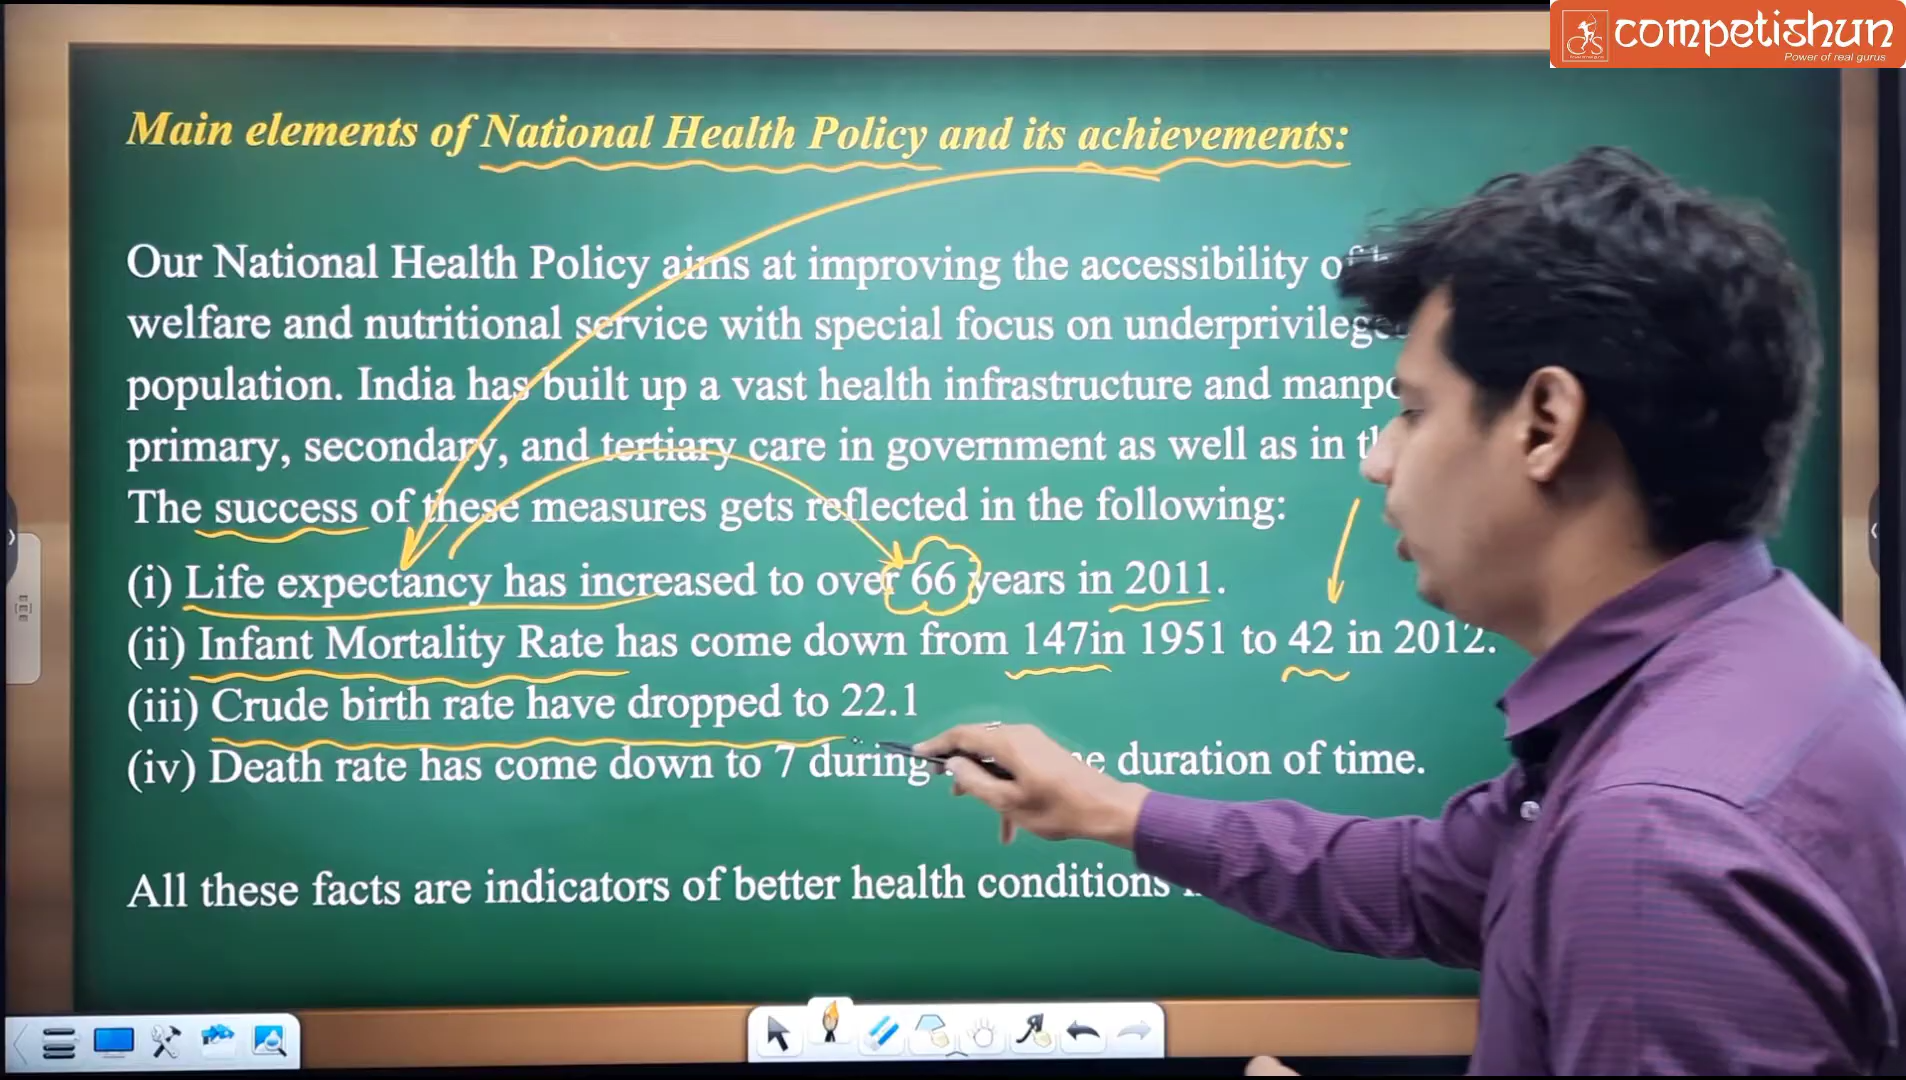 competishun
Power of real gurus
Main elements of National Health Policy and its achievements:
Our National Health Policy aims at improving the accessibility of
welfare and nutritional service with special focus on
population. India has built up a vast health infrastructure and
primary, secondary, and tertiary care in government as well as in
The success of these measures gets reflected in the following:
(i) Life expectancy has increased to over 66 years in 2011.
(ii) Infant Mortality Rate has come down from 147in 1951 to 42 in 2012.
(iii) Crude birth rate have dropped to 22.1
(iv) Death rate has come down to 7 during duration of time.
All these facts are indicators of better health conditions